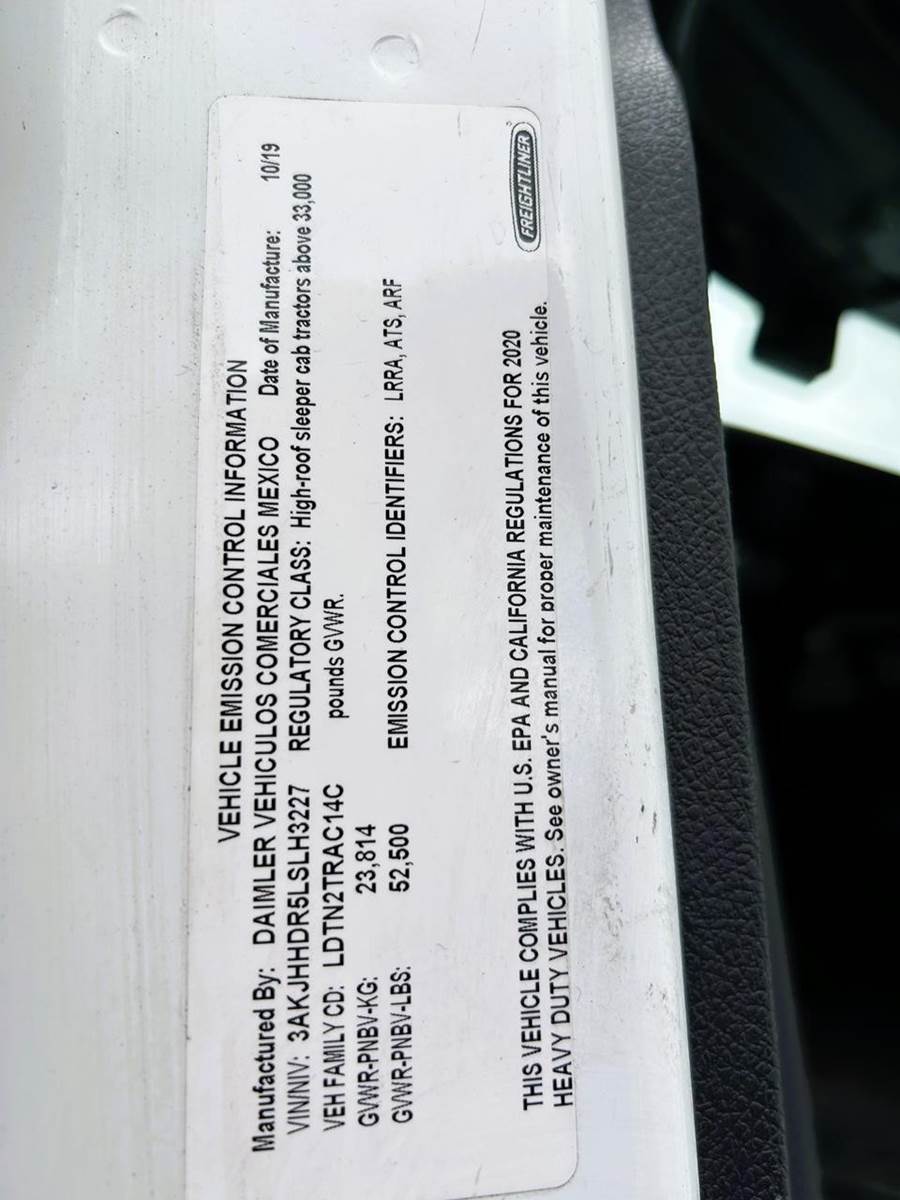 VEHICLE EMISSION CONTROL INFORMATION
Manufactured By: DAIMLER VEHICULOS COMERCIALES MEXICO Date of Manufacture: 10/19
VIN/NIV: 3AKJHHDR5LSLH3227 REGULATORY CLASS: High-roof sleeper cab tractors above 33,000
VEH FAMILY CD: LDTN2TRAC14C pounds GVWR.
GVWR-PNBV-KG: 23,814
GVWR-PNBV-LBS: 52,500 EMISSION CONTROL IDENTIFIERS: LRRA, ATS, ARF
THIS VEHICLE COMPLIES WITH U.S. EPA AND CALIFORNIA REGULATIONS FOR 2020
HEAVY DUTY VEHICLES. See owner's manual for proper maintenance of this vehicle.
FREIGHTLINER